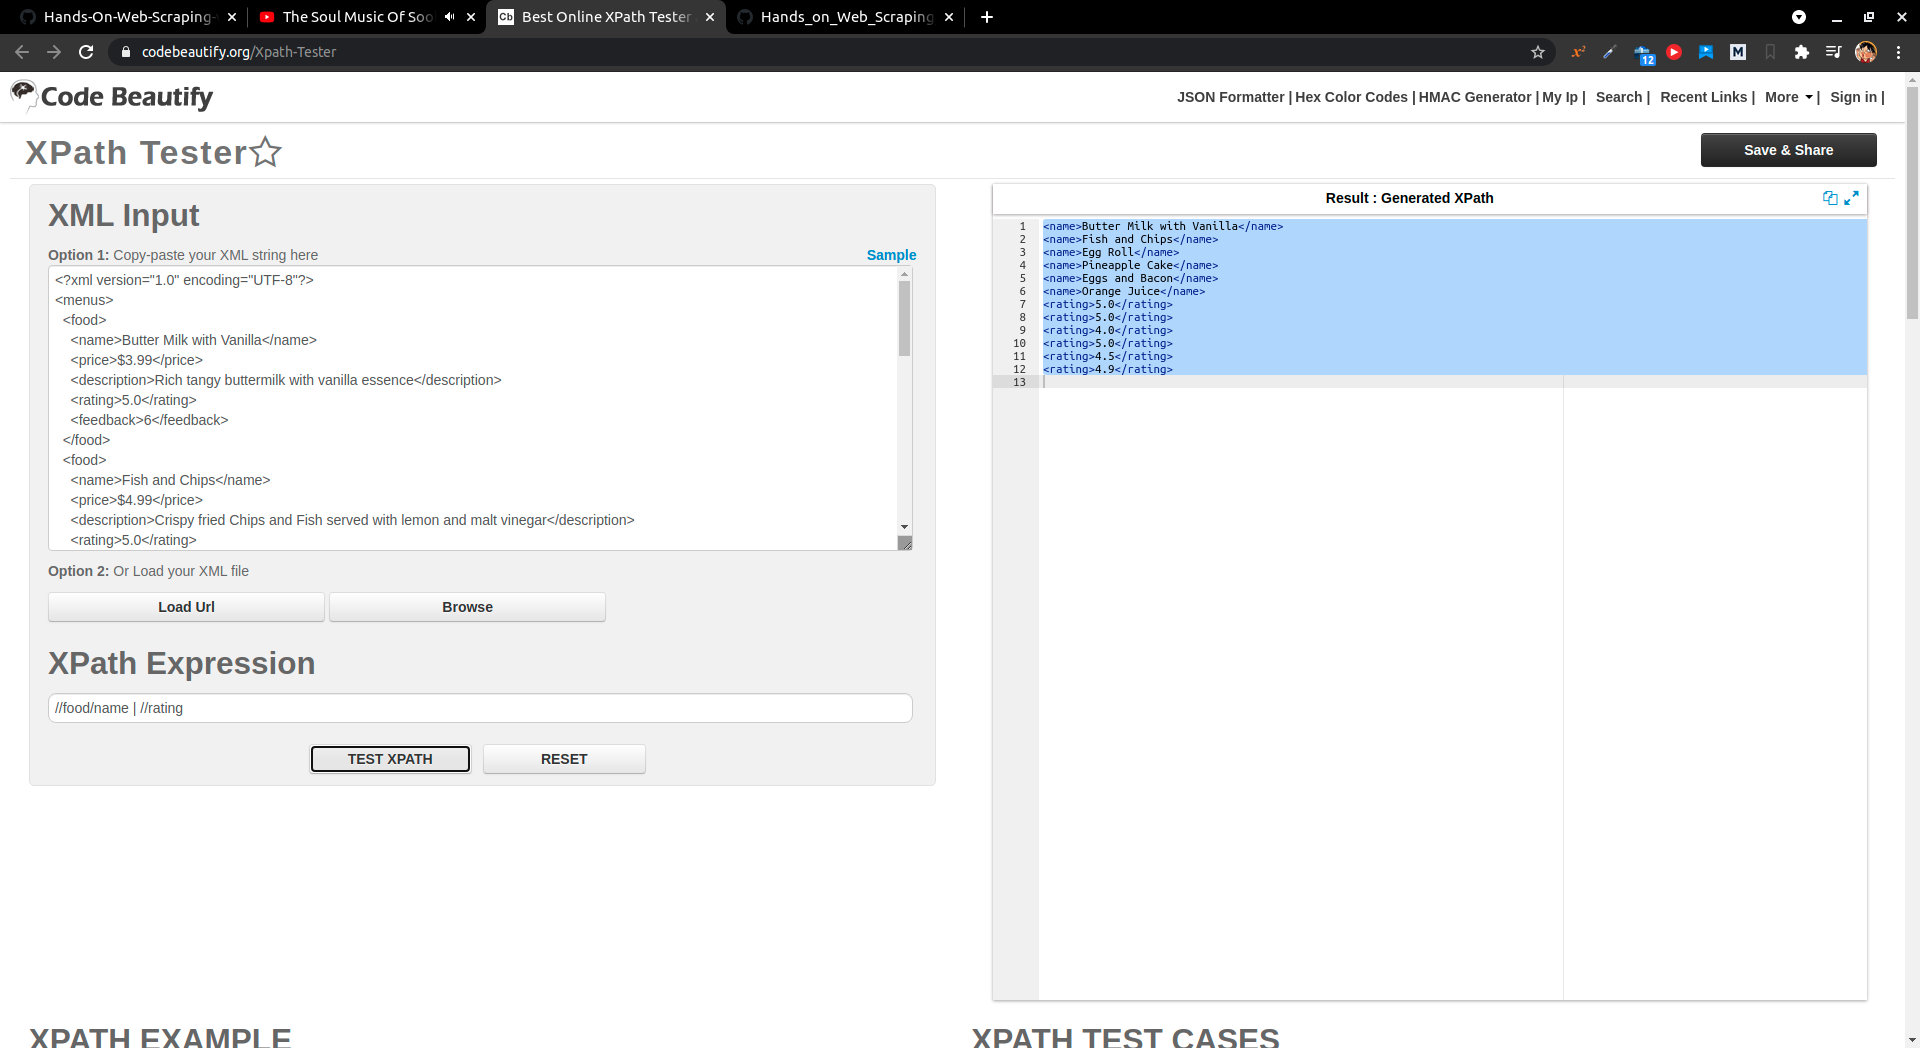 Hands-On-Web-Scraping-
The Soul Music Of Soo
Best Online XPath Tester
Hands_on_Web_Scraping
codebeautify.org/Xpath-Tester
12
Code Beautify
JSON Formatter | Hex Color Codes | HMAC Generator | My Ip | Search | Recent Links | More | Sign in |
XPath Tester
Save & Share
XML Input
Option 1: Copy-paste your XML string here
Sample
<?xml version="1.0" encoding="UTF-8"?>
<menus>
<food>
<name>Butter Milk with Vanilla</name>
<price>$3.99</price>
<description>Rich tangy buttermilk with vanilla essence</description>
<rating>5.0</rating>
<feedback>6</feedback>
</food>
<food>
<name>Fish and Chips</name>
<price>$4.99</price>
<description>Crispy fried Chips and Fish served with lemon and malt vinegar</description>
<rating>5.0</rating>
Option 2: Or Load your XML file
Load Url
Browse
XPath Expression
//food/name | //rating
TEST XPATH
RESET
Result : Generated XPath
1 <name>Butter Milk with Vanilla</name>
2 <name>Fish and Chips</name>
3 <name>Egg Roll</name>
4 <name>Pineapple Cake</name>
5 <name>Eggs and Bacon</name>
6 <name>Orange Juice</name>
7 <rating>5.0</rating>
8 <rating>5.0</rating>
9 <rating>4.0</rating>
10 <rating>5.0</rating>
11 <rating>4.5</rating>
12 <rating>4.9</rating>
13
XPATH EXAMPLE
XPATH TEST CASES